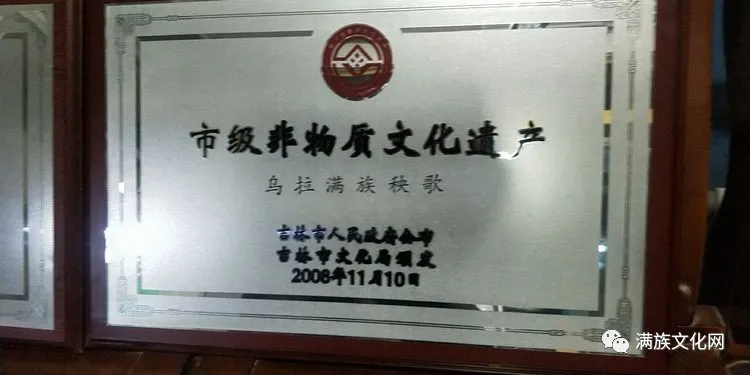 市级非物质文化遗产
乌拉满族秧歌
吉林市人民政府公布
吉林市文化局颁发
2008年11月10日
满族文化网